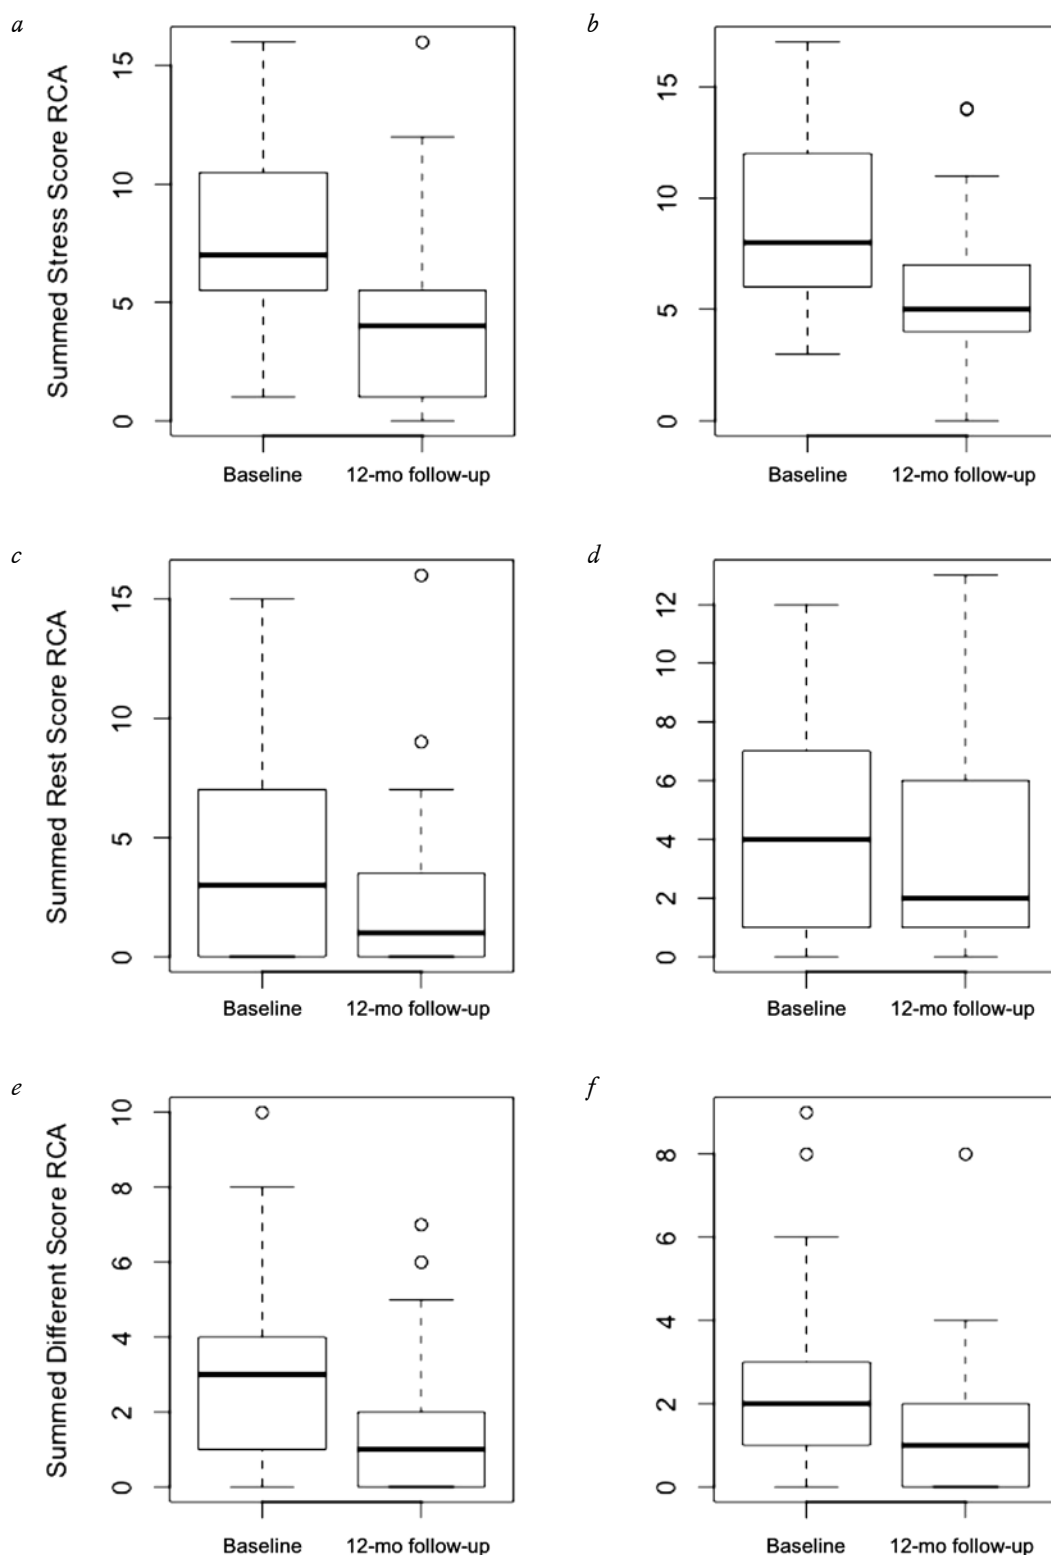 a
b
Summed Stress Score RCA
15
10
5
0
Baseline 12-mo follow-up
15
10
5
0
Baseline 12-mo follow-up
c
d
Summed Rest Score RCA
15
10
5
0
Baseline 12-mo follow-up
12
10
8
6
4
2
0
Baseline 12-mo follow-up
e
f
Summed Different Score RCA
10
8
6
4
2
0
Baseline 12-mo follow-up
8
6
4
2
0
Baseline 12-mo follow-up